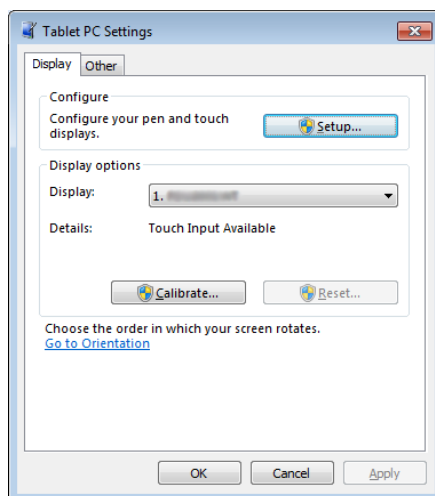 Tablet PC Settings
Display Other
Configure
Configure your pen and touch
displays.
Setup...
Display options
Display: 1.
Details: Touch Input Available
Calibrate... Reset...
Choose the order in which your screen rotates.
Go to Orientation
OK Cancel Apply